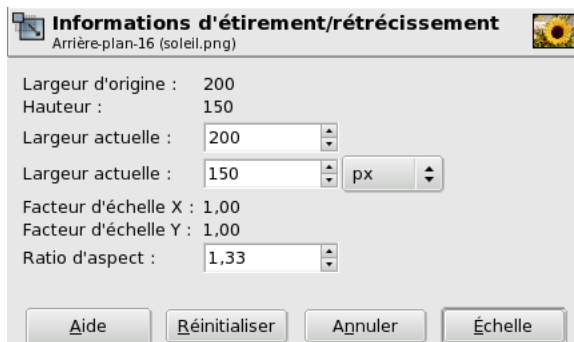 Informations d'étirement/rétrécissement
Arrière-plan-16 (soleil.png)
Largeur d'origine : 200
Hauteur : 150
Largeur actuelle : 200
Largeur actuelle : 150 px
Facteur d'échelle X : 1,00
Facteur d'échelle Y : 1,00
Ratio d'aspect : 1,33
Aide Réinitialiser Annuler Échelle